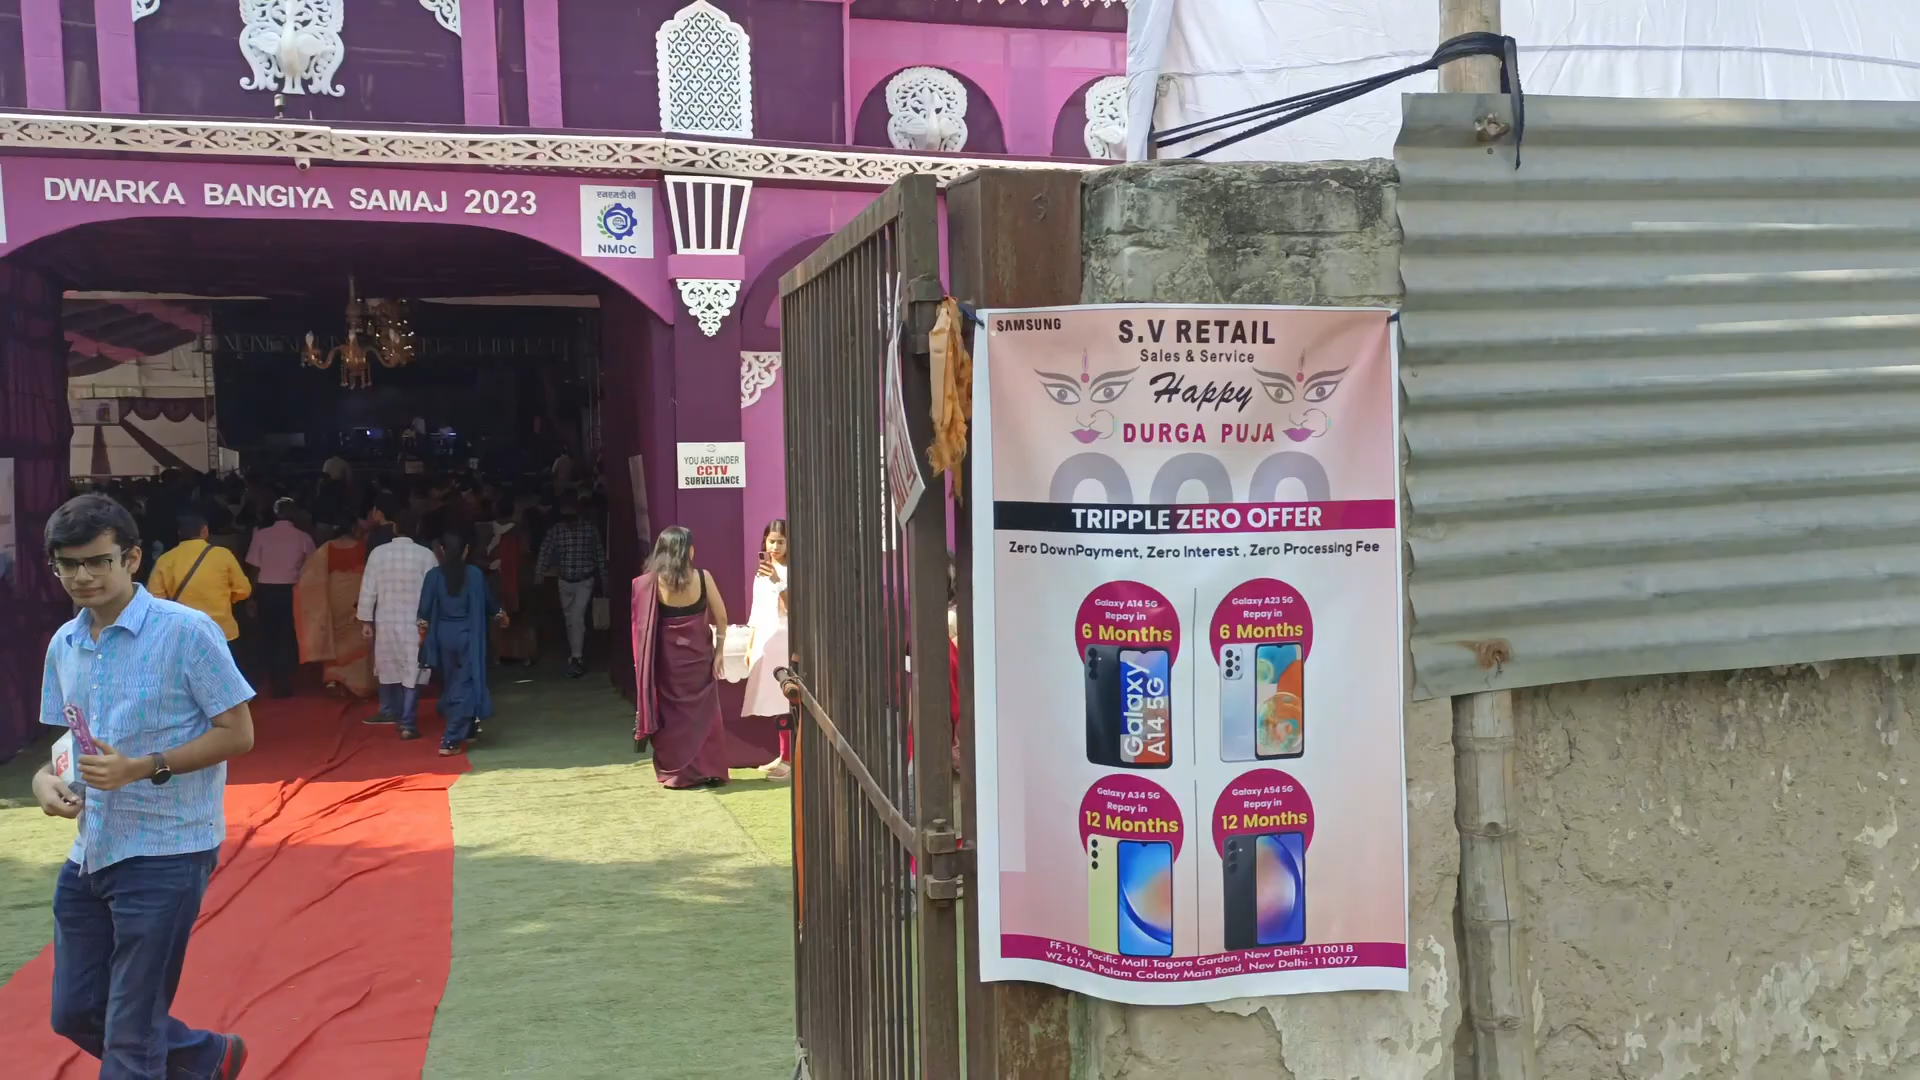 DWARKA BANGIYA SAMAJ 2023
एनएमडीसी
NMDC
YOU ARE UNDER
CCTV
SURVEILLANCE
SAMSUNG
S.V RETAIL
Sales & Service
Happy
DURGA PUJA
000
TRIPPLE ZERO OFFER
Zero DownPayment, Zero Interest , Zero Processing Fee
Galaxy A14 5G
Repay in
6 Months
Galaxy A23 5G
Repay in
6 Months
Galaxy
A14 5G
Galaxy A34 5G
Repay in
12 Months
Galaxy A54 5G
Repay in
12 Months
FF-16, Pacific Mall.Tagore Garden, New Delhi-110018
WZ-612A, Palam Colony Main Road, New Delhi-110077